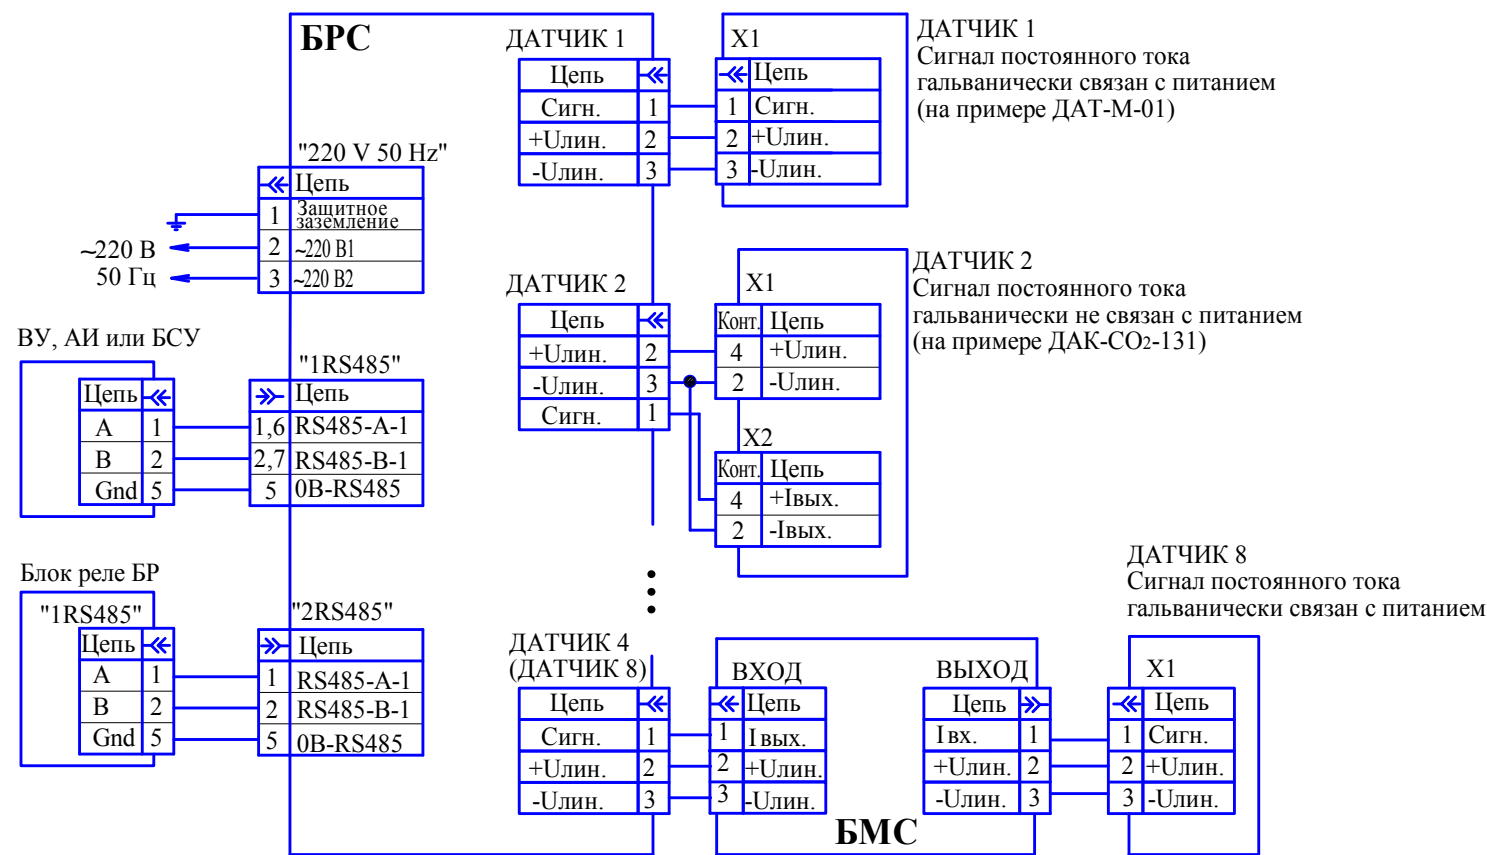 БРС
"220 V 50 Hz"
Цепь
1 Защитное
заземление
2 ~220 В1
3 ~220 В2
~220 В
50 Гц
ВУ, АИ или БСУ
Цепь
А 1
В 2
Gnd 5
"1RS485"
Цепь
1,6 RS485-A-1
2,7 RS485-B-1
5 0В-RS485
Блок реле БР
"1RS485"
Цепь
А 1
В 2
Gnd 5
"2RS485"
Цепь
1 RS485-A-1
2 RS485-B-1
5 0В-RS485
ДАТЧИК 1
Цепь
Сигн. 1
+Uлин. 2
-Uлин. 3
X1
Цепь
1 Сигн.
2 +Uлин.
3 -Uлин.
ДАТЧИК 1
Сигнал постоянного тока
гальванически связан с питанием
(на примере ДАТ-М-01)
ДАТЧИК 2
Цепь
+Uлин. 2
-Uлин. 3
Сигн. 1
X1
Конт. Цепь
4 +Uлин.
2 -Uлин.
X2
Конт. Цепь
4 +Iвых.
2 -Iвых.
ДАТЧИК 2
Сигнал постоянного тока
гальванически не связан с питанием
(на примере ДАК-СО2-131)
ДАТЧИК 4
(ДАТЧИК 8)
Цепь
Сигн. 1
+Uлин. 2
-Uлин. 3
ВХОД
Цепь
1 Iвых.
2 +Uлин.
3 -Uлин.
БМС
ВЫХОД
Цепь
Iвх. 1
+Uлин. 2
-Uлин. 3
X1
Цепь
1 Сигн.
2 +Uлин.
3 -Uлин.
ДАТЧИК 8
Сигнал постоянного тока
гальванически связан с питанием